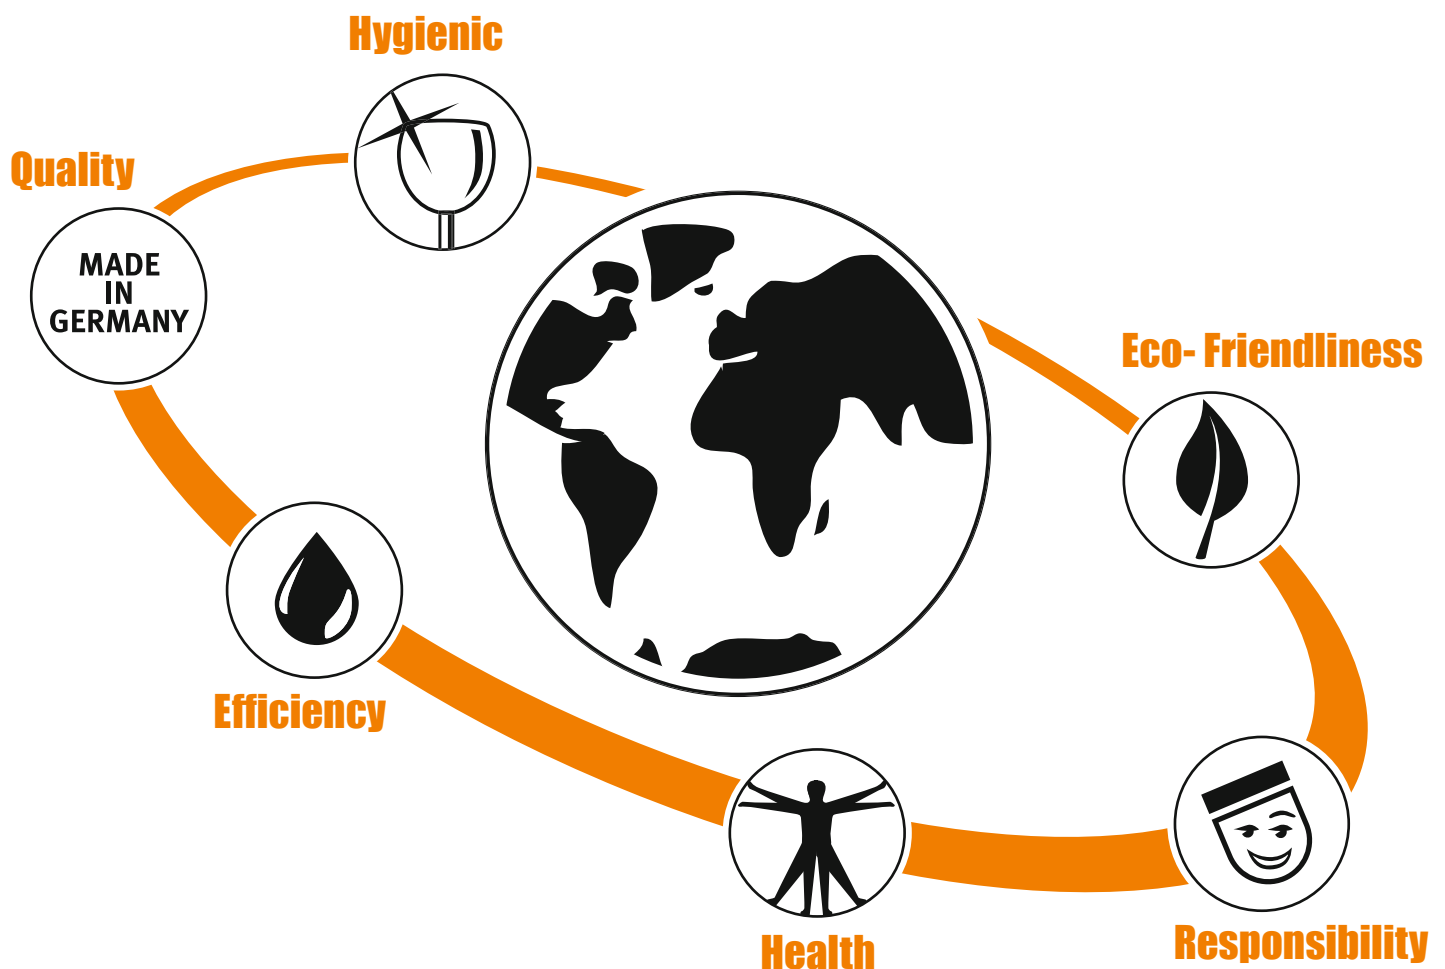 Hygienic
Quality
MADE
IN
GERMANY
Eco- Friendliness
Efficiency
Health
Responsibility